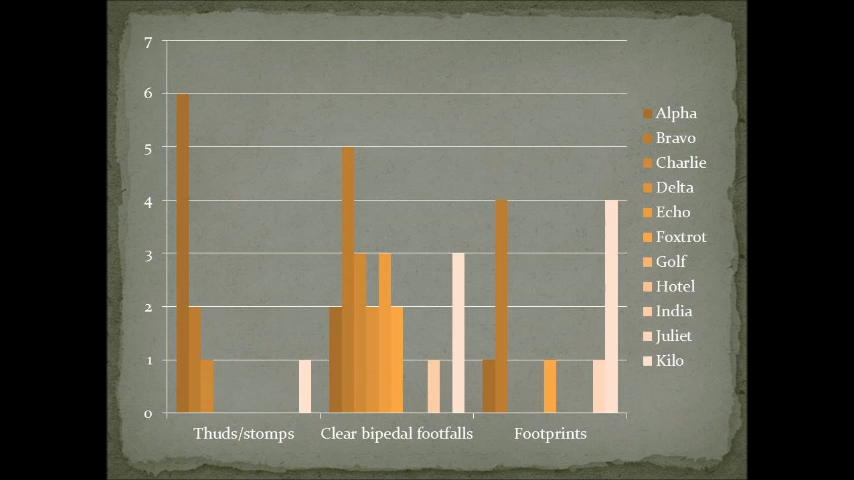 7
6
5
4
3
2
1
0
Thuds/stomps
Clear bipedal footfalls
Footprints
Alpha
Bravo
Charlie
Delta
Echo
Foxtrot
Golf
Hotel
India
Juliet
Kilo